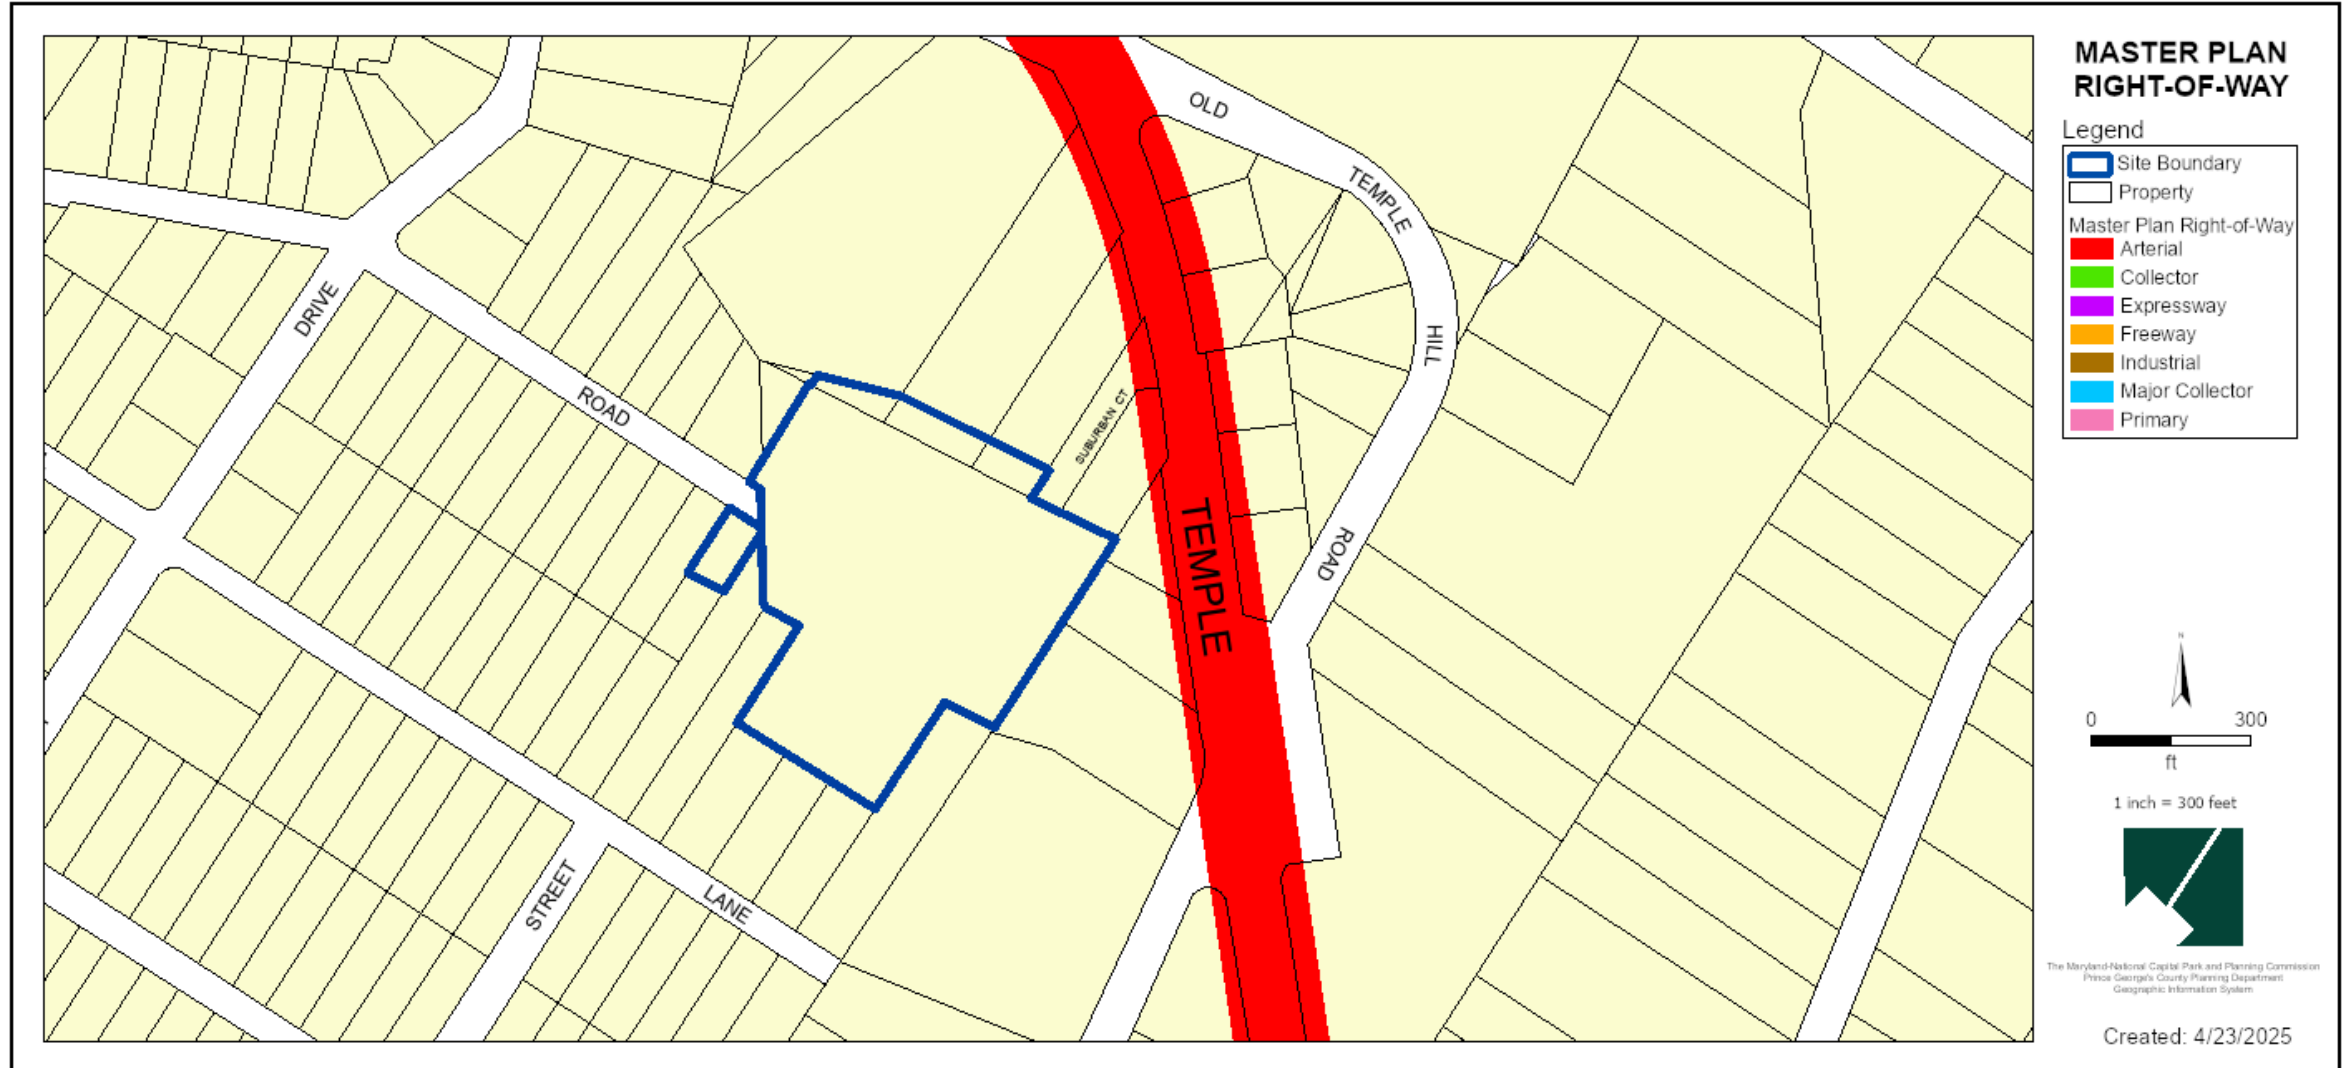 MASTER PLAN
RIGHT-OF-WAY
Legend
Site Boundary
Property
Master Plan Right-of-Way
Arterial
Collector
Expressway
Freeway
Industrial
Major Collector
Primary
OLD
TEMPLE
HILL
ROAD
DRIVE
ROAD
SUBURBAN CT
TEMPLE
STREET
LANE
N
0 300
ft
1 inch = 300 feet
The Maryland-National Capital Park and Planning Commission
Prince George's County Planning Department
Geographic Information System
Created: 4/23/2025